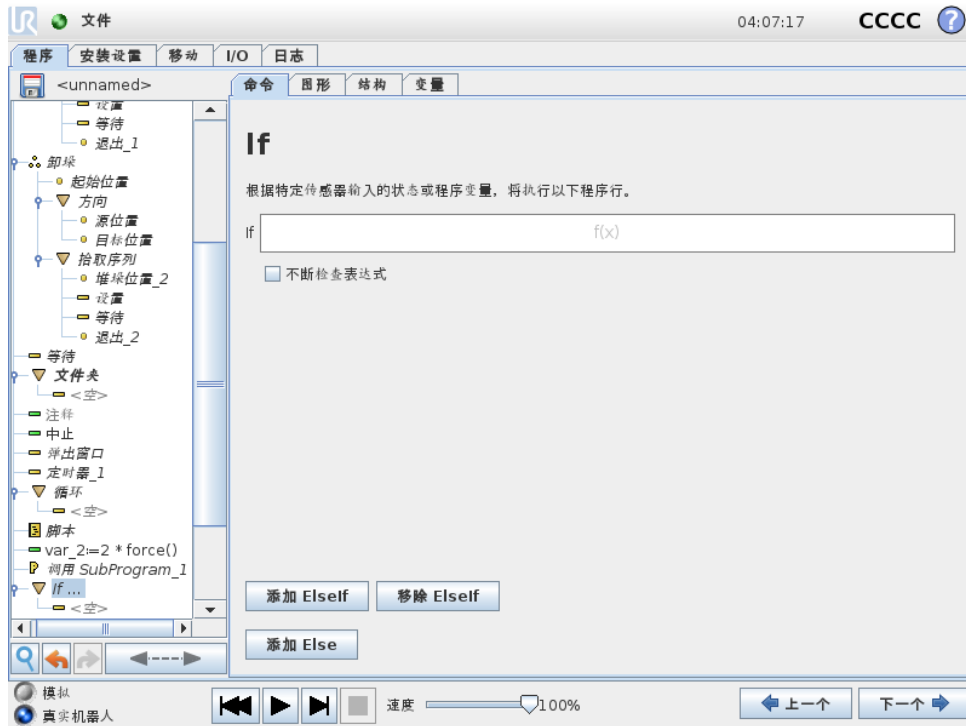 UR 文件 04:07:17 CCCC ?
程序 安装设置 移动 I/O 日志
<unnamed>
命令 图形 结构 变量
设置
等待
退出_1
卸垛
起始位置
方向
源位置
目标位置
拾取序列
堆垛位置_2
设置
等待
退出_2
等待
文件夹
<空>
注释
中止
弹出窗口
定时器_1
循环
<空>
脚本
var_2:=2 * force()
调用 SubProgram_1
If ...
<空>
If
根据特定传感器输入的状态或程序变量，将执行以下程序行。
If f(x)
不断检查表达式
添加 ElseIf 移除 ElseIf
添加 Else
模拟
真实机器人
速度 100%
上一个 下一个